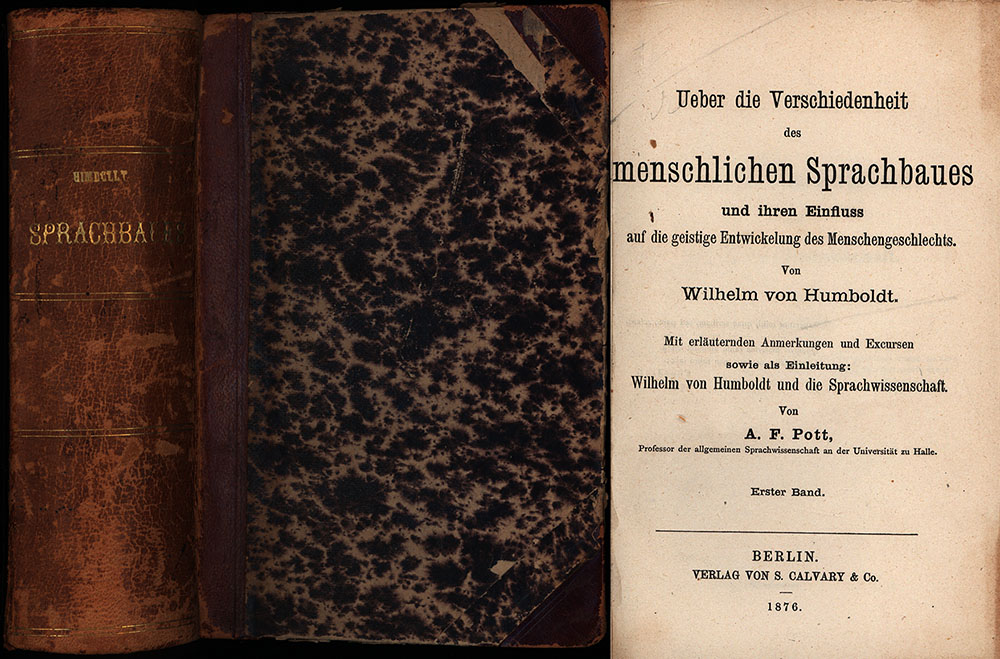 HUMBOLDT
SPRACHBAUES
Ueber die Verschiedenheit
des
menschlichen Sprachbaues
und ihren Einfluss
auf die geistige Entwickelung des Menschengeschlechts.
Von
Wilhelm von Humboldt.
Mit erläuternden Anmerkungen und Excursen
sowie als Einleitung:
Wilhelm von Humboldt und die Sprachwissenschaft.
Von
A. F. Pott,
Professor der allgemeinen Sprachwissenschaft an der Universität zu Halle.
Erster Band.
BERLIN.
VERLAG VON S. CALVARY & Co.
1876.